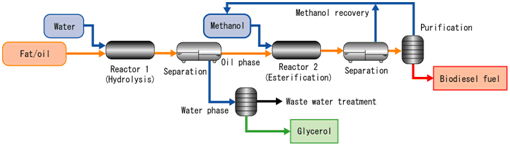 Water
Methanol
Methanol recovery
Purification
Fat/oil
Reactor 1
(Hydrolysis)
Separation
Oil phase
Reactor 2
(Esterification)
Separation
Biodiesel fuel
Water phase
Waste water treatment
Glycerol